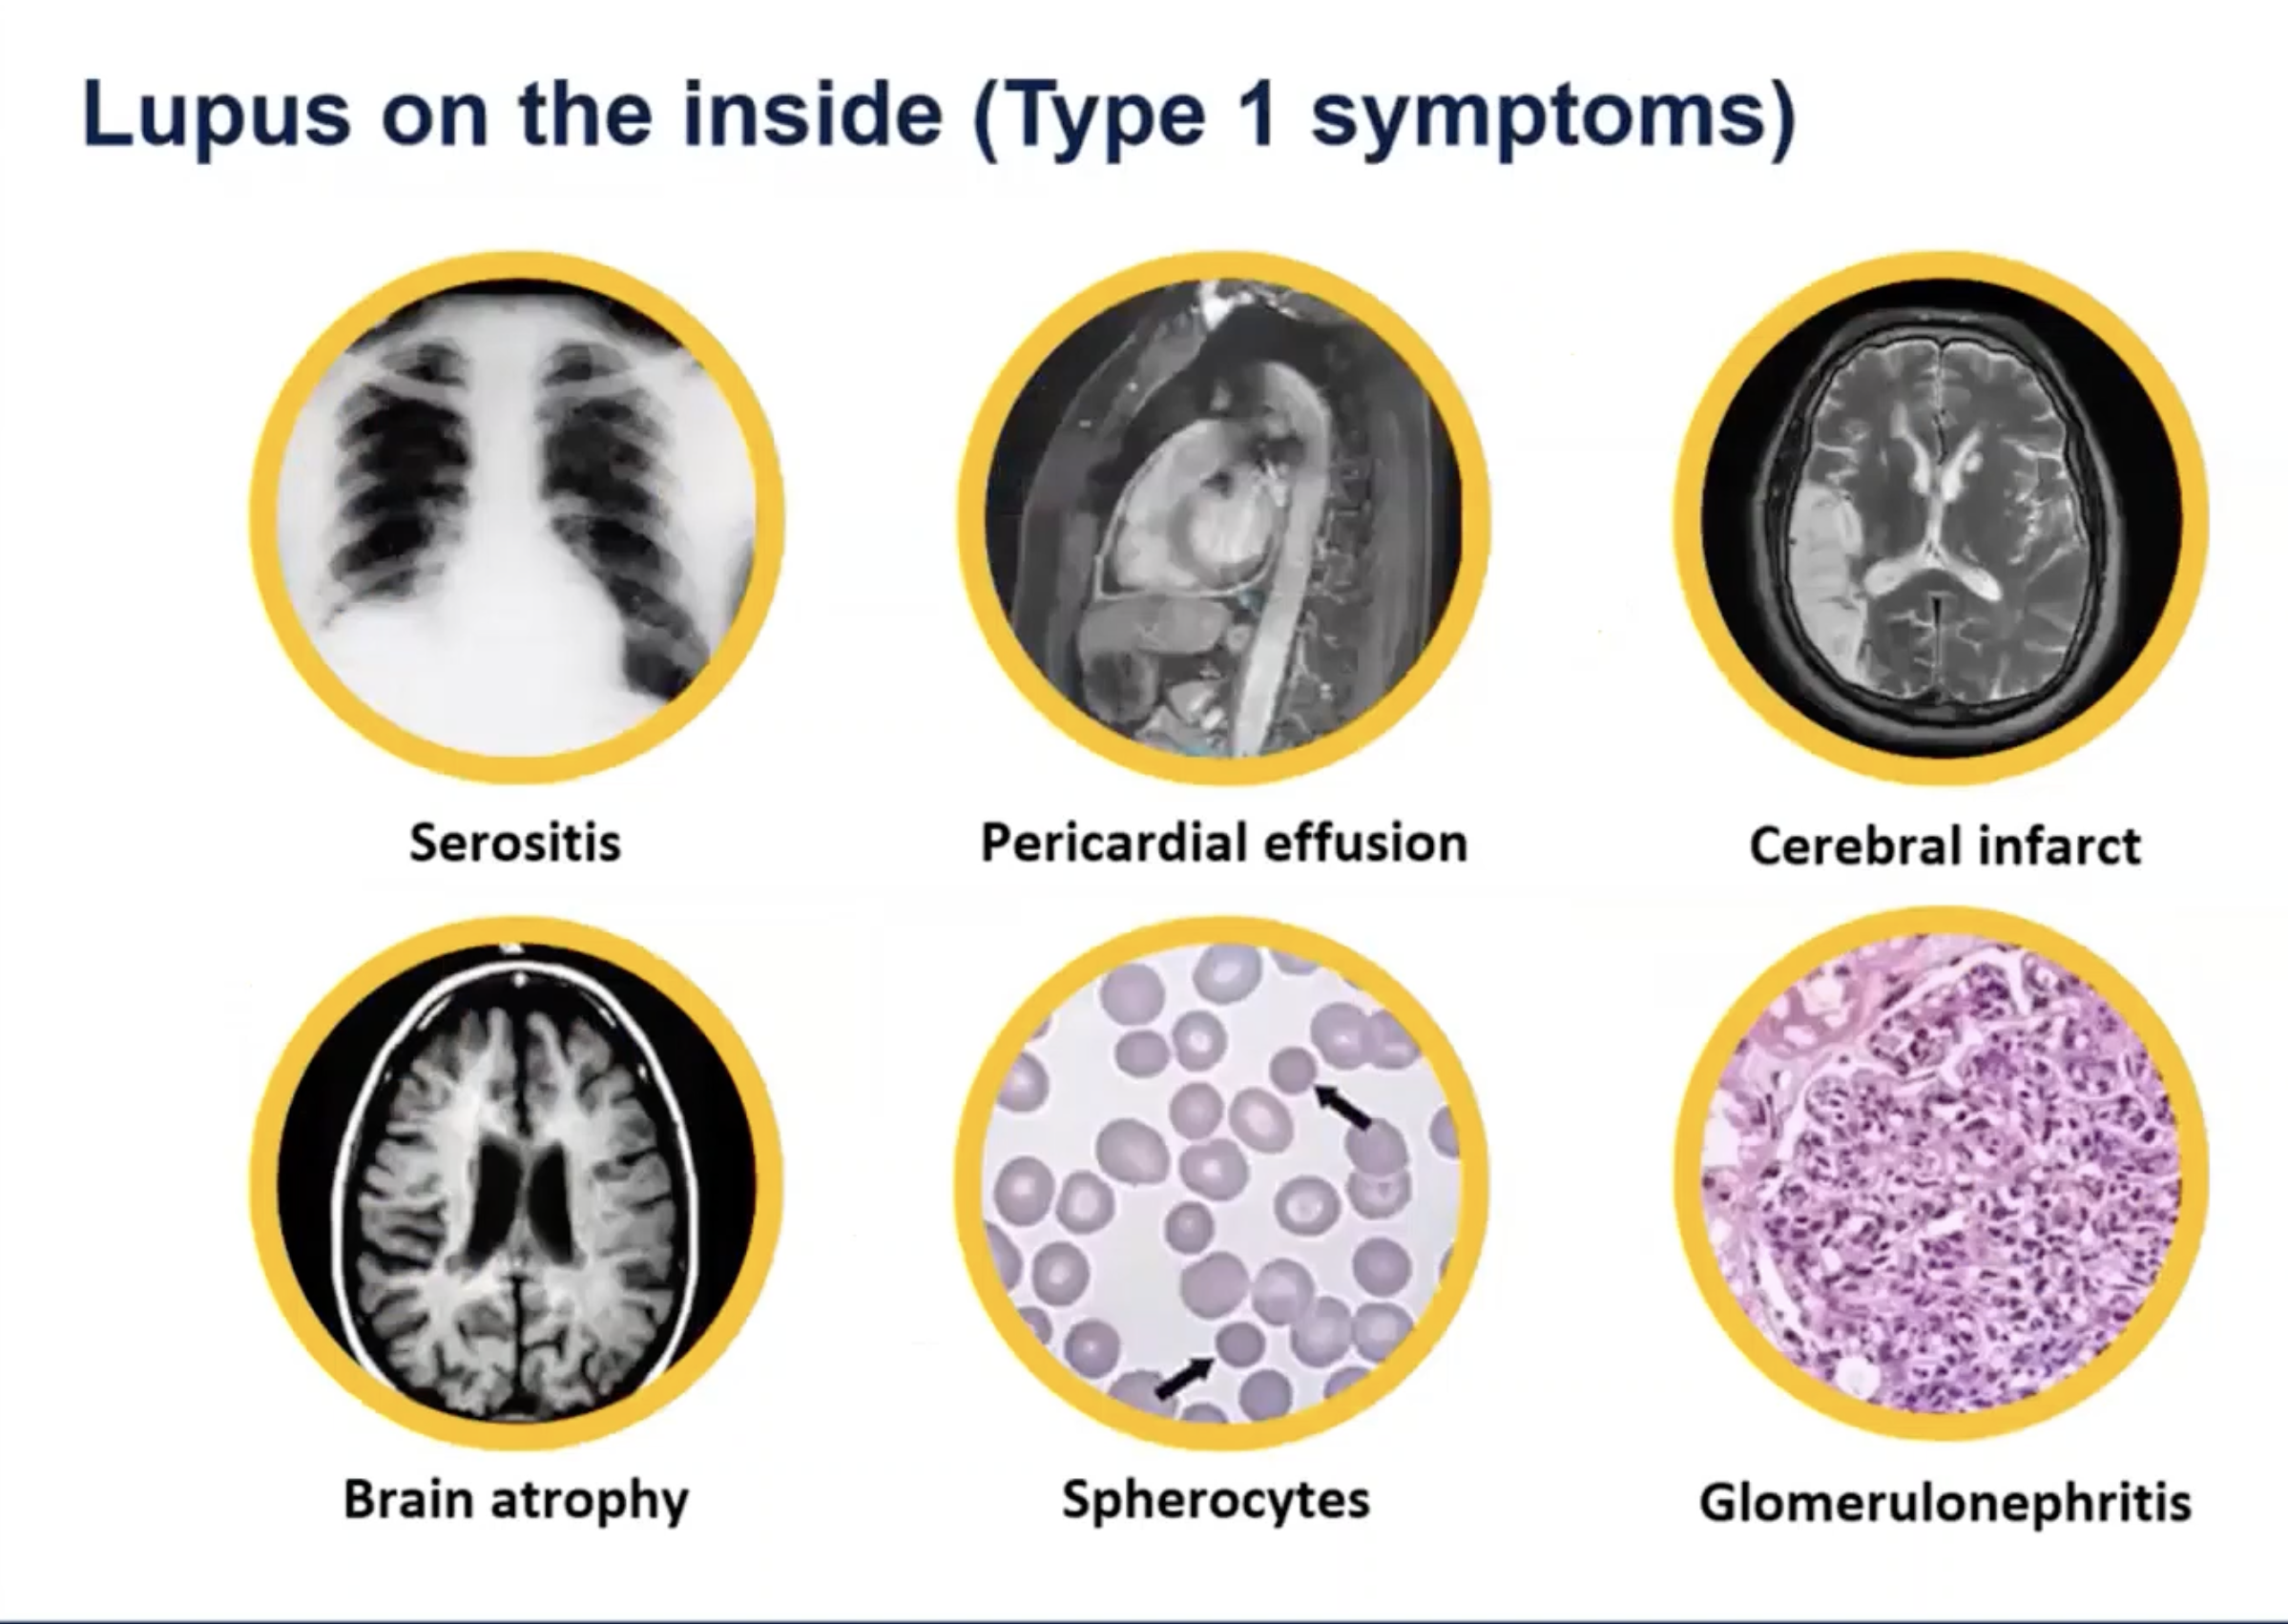 Lupus on the inside (Type 1 symptoms)
Serositis
Pericardial effusion
Cerebral infarct
Brain atrophy
Spherocytes
Glomerulonephritis